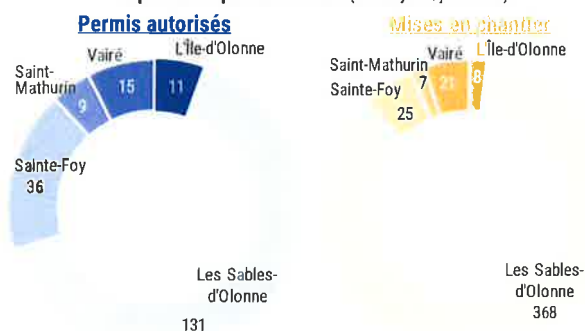 Permis autorisés
L'Île-d'Olonne
Vairé
Saint-
Mathurin
11
15
9
Sainte-Foy
36
Les Sables-
d'Olonne
131
Mises en chantier
L'Île-d'Olonne
Vairé
Saint-Mathurin
7
21
8
Sainte-Foy
25
Les Sables-
d'Olonne
368